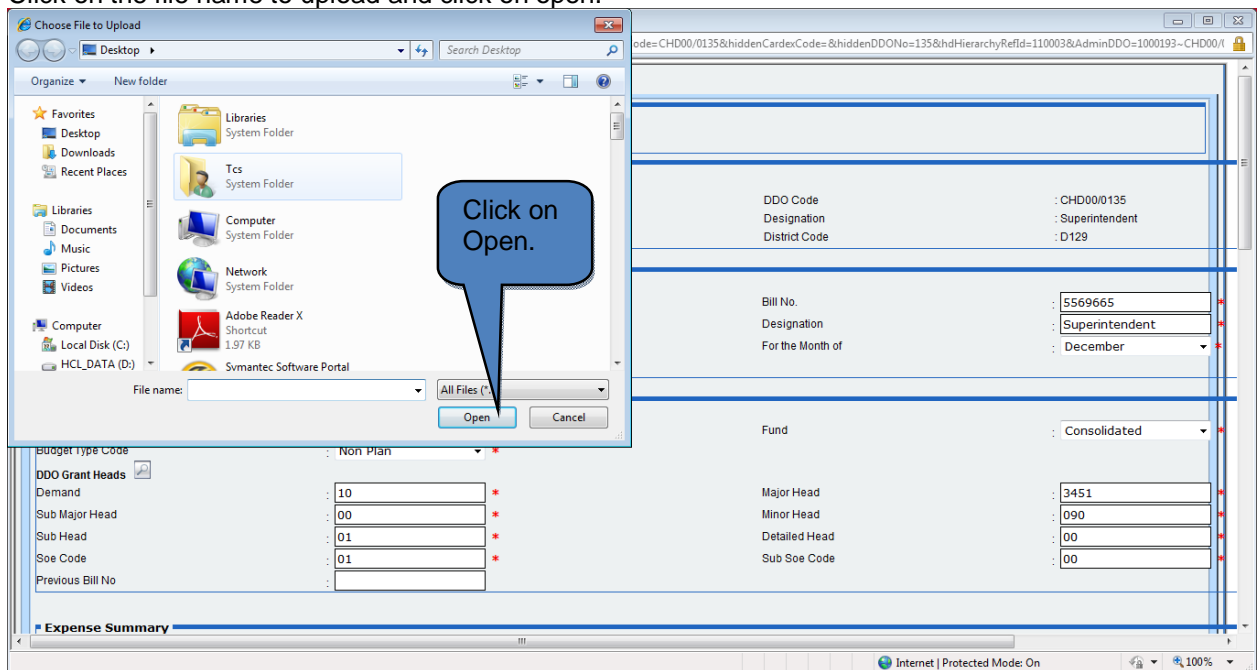 Click on the file name to upload and click on open.
Choose File to Upload
Desktop
Search Desktop
ode=CHD00/0135&hiddenCardexCode=&hiddenDDONo=135&hdHierarchyRefId=110003&AdminDDO=1000193~CHD00/(
Organize
New folder
Favorites
Desktop
Downloads
Recent Places
Libraries
Documents
Music
Pictures
Videos
Computer
Local Disk (C:)
HCL_DATA (D:)
Libraries
System Folder
Tcs
System Folder
Computer
System Folder
Network
System Folder
Adobe Reader X
Shortcut
1.97 KB
Symantec Software Portal
Click on
Open.
File name:
All Files (*.
Open
Cancel
DDO Code : CHD00/0135
Designation : Superintendent
District Code : D129
Bill No. : 5569665 *
Designation : Superintendent *
For the Month of : December *
Fund : Consolidated *
Budget Type Code : Non Plan *
DDO Grant Heads
Demand : 10 * Major Head : 3451 *
Sub Major Head : 00 * Minor Head : 090 *
Sub Head : 01 * Detailed Head : 00 *
Soe Code : 01 * Sub Soe Code : 00 *
Previous Bill No :
Expense Summary
Internet | Protected Mode: On
100%